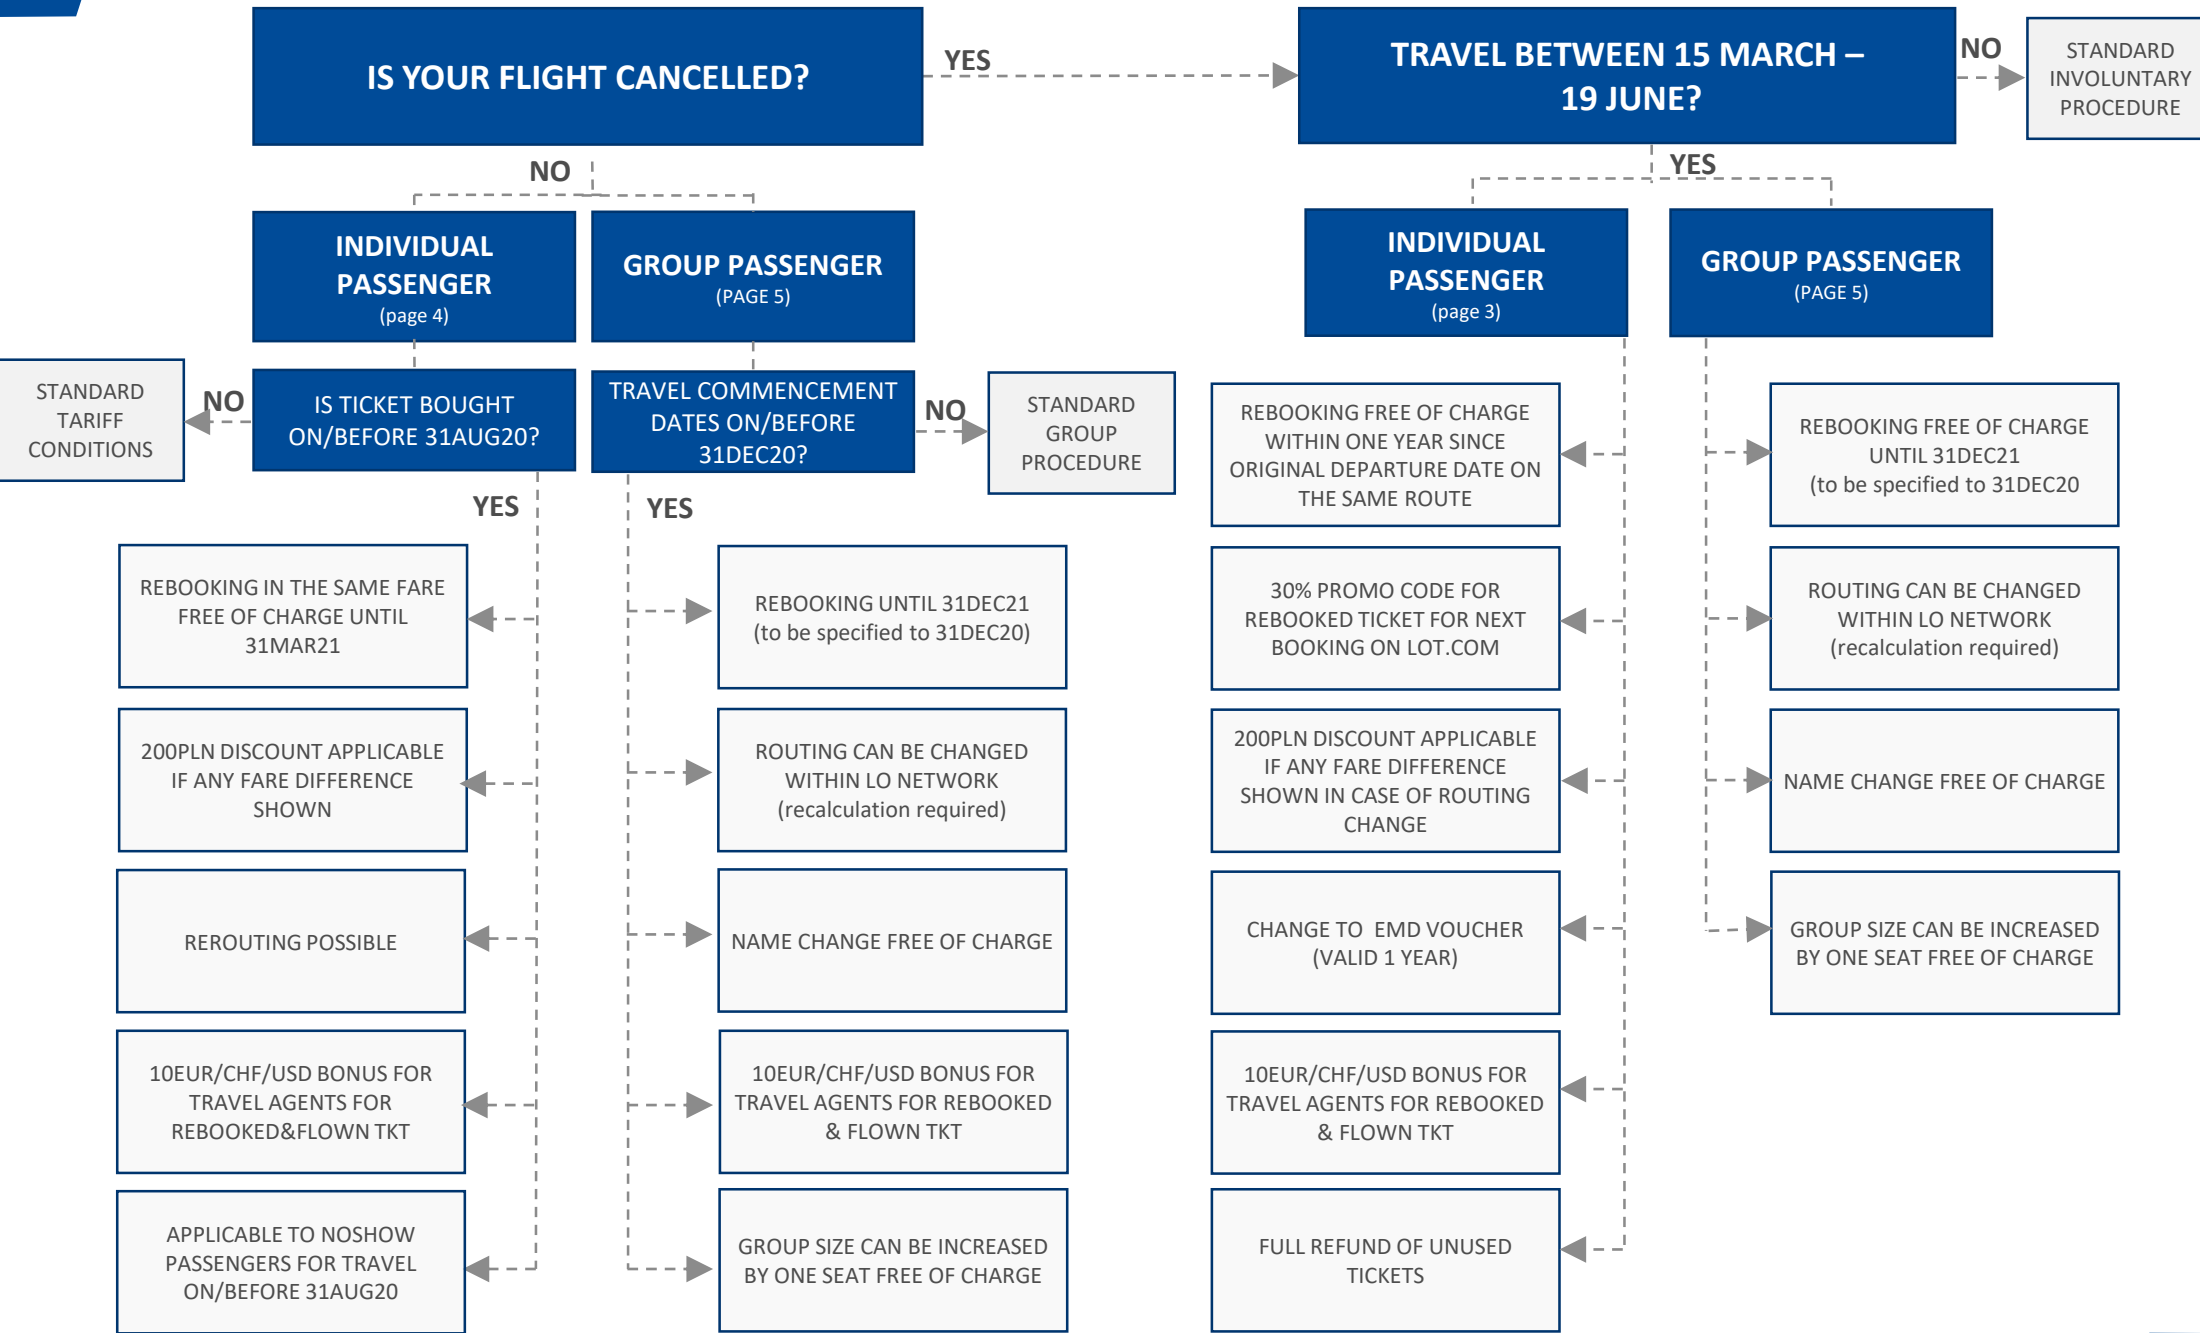 IS YOUR FLIGHT CANCELLED?
YES
TRAVEL BETWEEN 15 MARCH –
19 JUNE?
NO
STANDARD
INVOLUNTARY
PROCEDURE
NO
YES
INDIVIDUAL
PASSENGER
(page 4)
GROUP PASSENGER
(PAGE 5)
INDIVIDUAL
PASSENGER
(page 3)
GROUP PASSENGER
(PAGE 5)
STANDARD
TARIFF
CONDITIONS
NO
IS TICKET BOUGHT
ON/BEFORE 31AUG20?
TRAVEL COMMENCEMENT
DATES ON/BEFORE
31DEC20?
NO
STANDARD
GROUP
PROCEDURE
YES
YES
REBOOKING IN THE SAME FARE
FREE OF CHARGE UNTIL
31MAR21
200PLN DISCOUNT APPLICABLE
IF ANY FARE DIFFERENCE
SHOWN
REROUTING POSSIBLE
10EUR/CHF/USD BONUS FOR
TRAVEL AGENTS FOR
REBOOKED&FLOWN TKT
APPLICABLE TO NOSHOW
PASSENGERS FOR TRAVEL
ON/BEFORE 31AUG20
REBOOKING UNTIL 31DEC21
(to be specified to 31DEC20)
ROUTING CAN BE CHANGED
WITHIN LO NETWORK
(recalculation required)
NAME CHANGE FREE OF CHARGE
10EUR/CHF/USD BONUS FOR
TRAVEL AGENTS FOR REBOOKED
& FLOWN TKT
GROUP SIZE CAN BE INCREASED
BY ONE SEAT FREE OF CHARGE
REBOOKING FREE OF CHARGE
WITHIN ONE YEAR SINCE
ORIGINAL DEPARTURE DATE ON
THE SAME ROUTE
30% PROMO CODE FOR
REBOOKED TICKET FOR NEXT
BOOKING ON LOT.COM
200PLN DISCOUNT APPLICABLE
IF ANY FARE DIFFERENCE
SHOWN IN CASE OF ROUTING
CHANGE
CHANGE TO EMD VOUCHER
(VALID 1 YEAR)
10EUR/CHF/USD BONUS FOR
TRAVEL AGENTS FOR REBOOKED
& FLOWN TKT
FULL REFUND OF UNUSED
TICKETS
REBOOKING FREE OF CHARGE
UNTIL 31DEC21
(to be specified to 31DEC20
ROUTING CAN BE CHANGED
WITHIN LO NETWORK
(recalculation required)
NAME CHANGE FREE OF CHARGE
GROUP SIZE CAN BE INCREASED
BY ONE SEAT FREE OF CHARGE